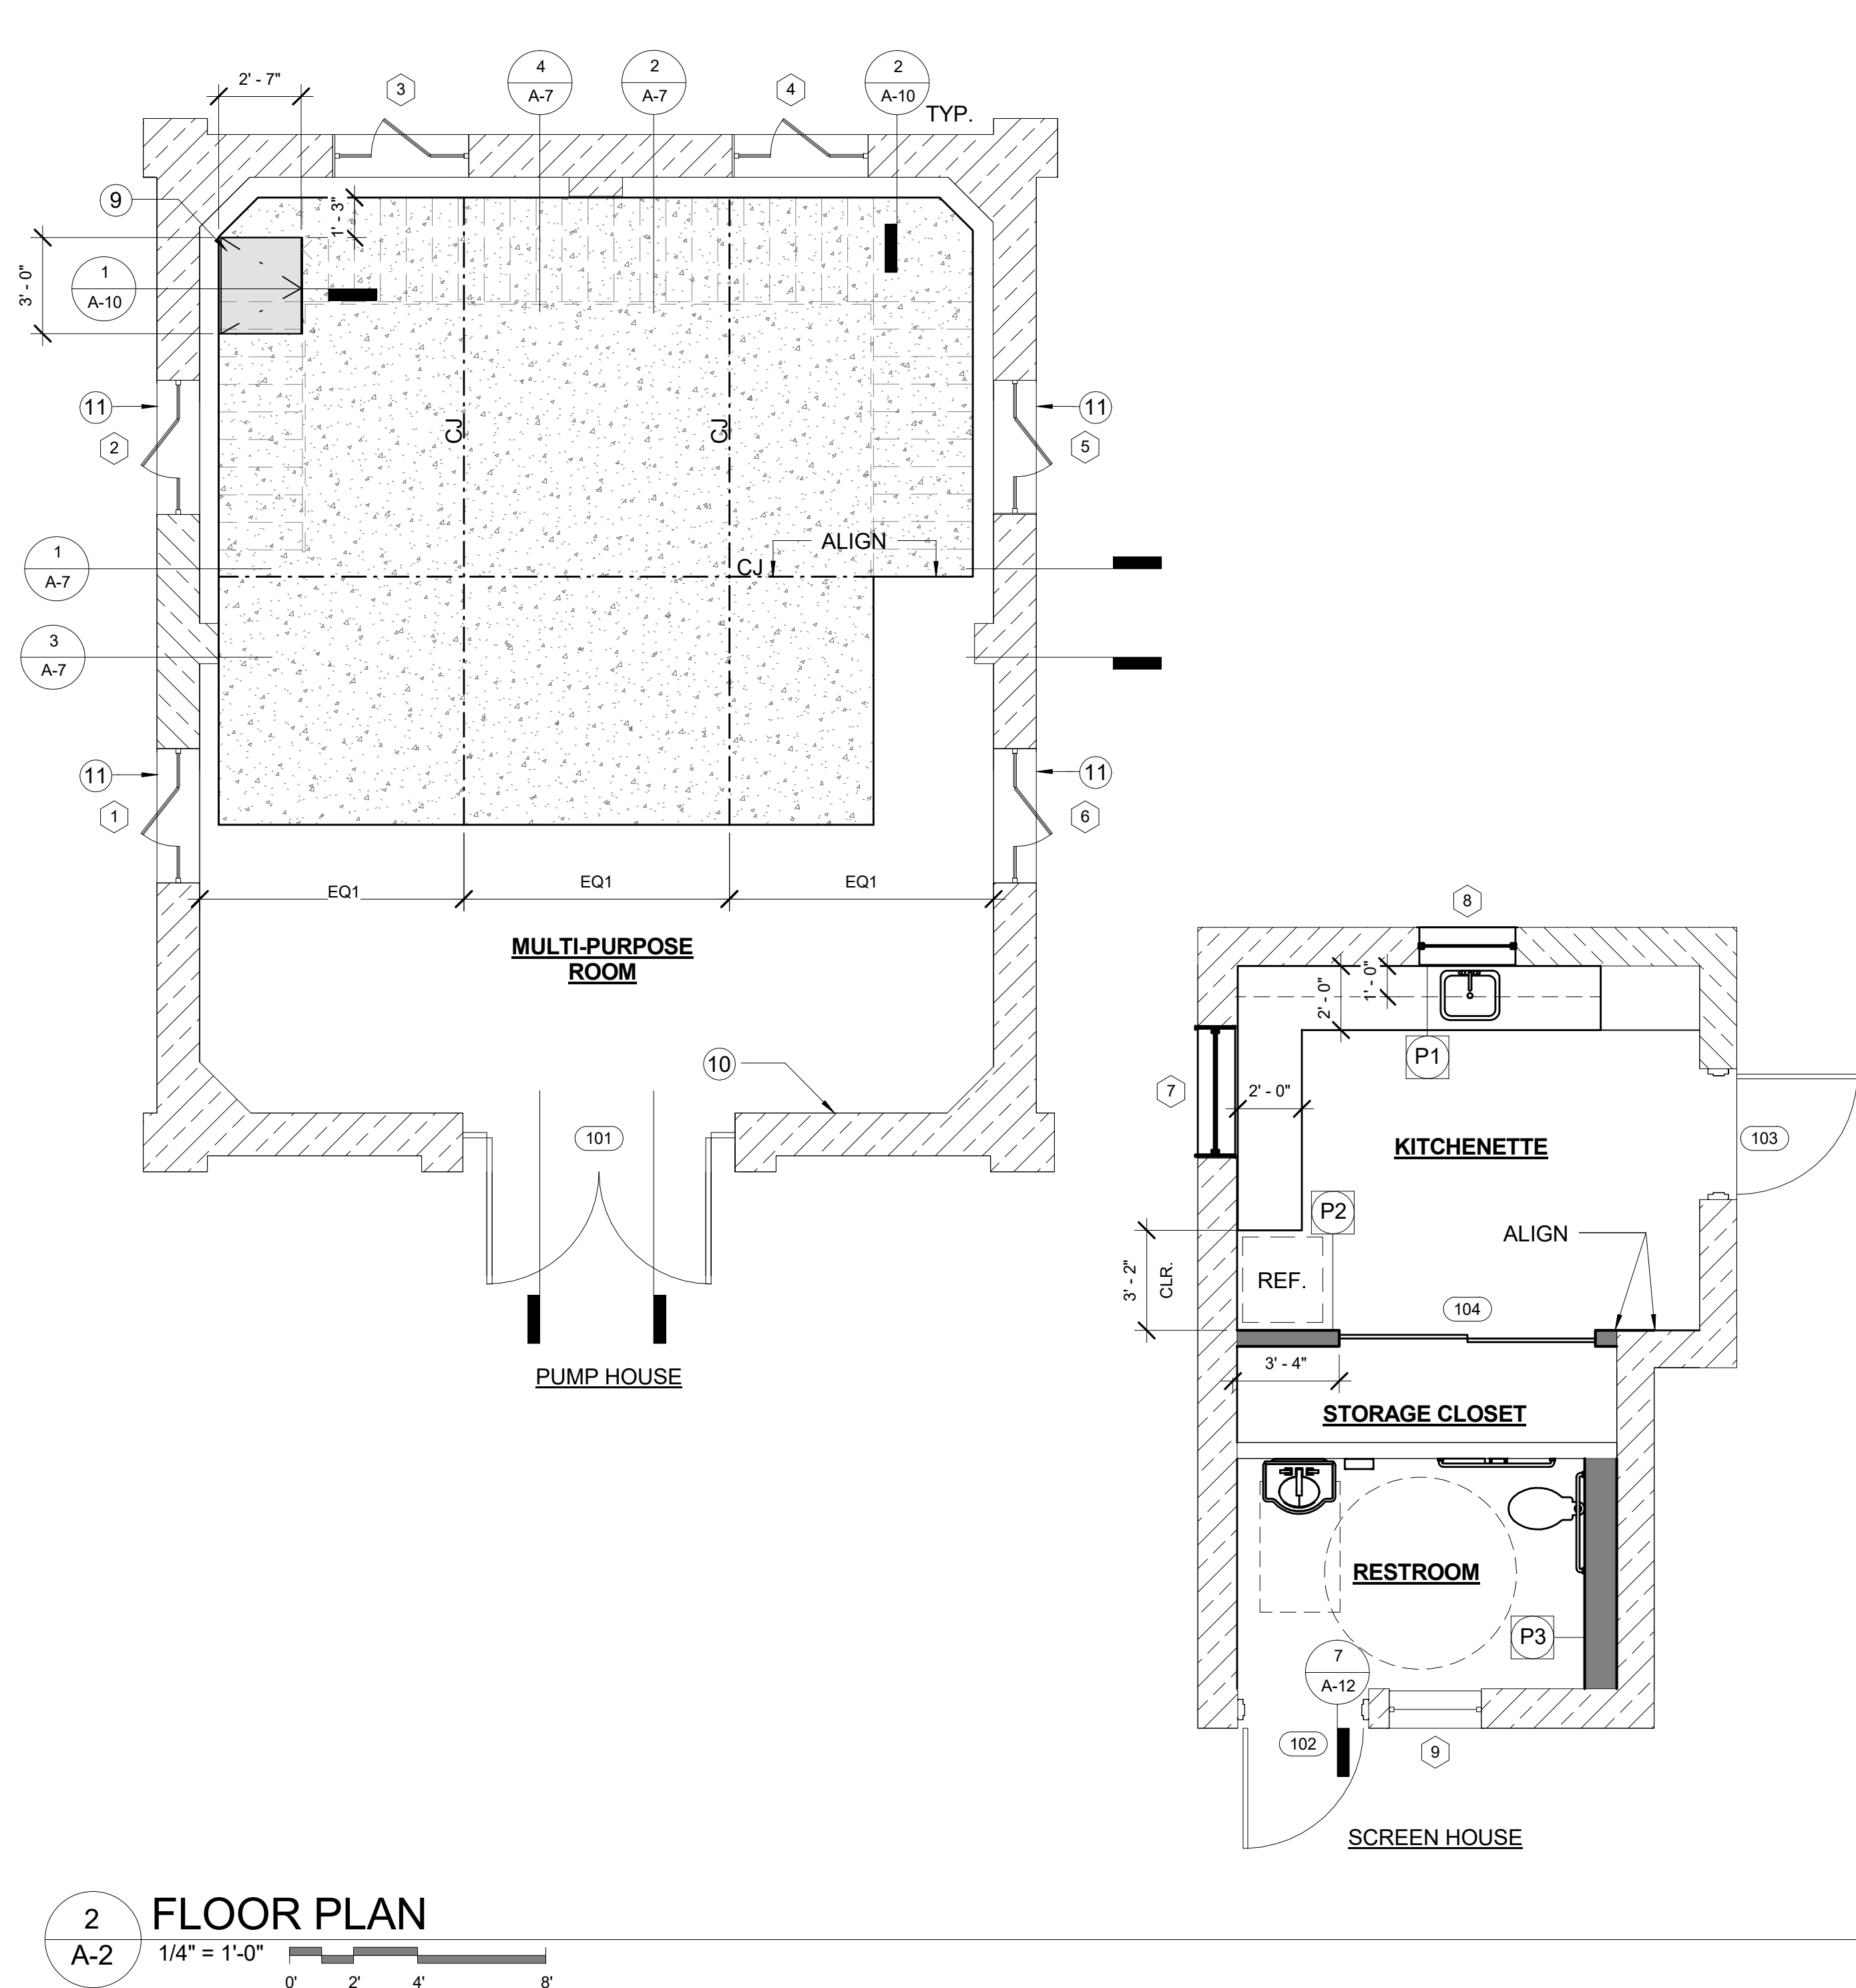 2' - 7"
3
4
A-7
2
A-7
4
2
A-10
TYP.
9
1' - 3"
3' - 0"
1
A-10
11
2
CJ
CJ
11
5
1
A-7
ALIGN
CJ
3
A-7
11
1
11
6
EQ1
EQ1
EQ1
MULTI-PURPOSE
ROOM
10
101
PUMP HOUSE
8
2' - 0"
1' - 0"
P1
7
2' - 0"
KITCHENETTE
103
P2
ALIGN
3' - 2"
CLR.
REF.
104
3' - 4"
STORAGE CLOSET
RESTROOM
P3
7
A-12
102
9
SCREEN HOUSE
2
A-2
FLOOR PLAN
1/4" = 1'-0"
0'
2'
4'
8'